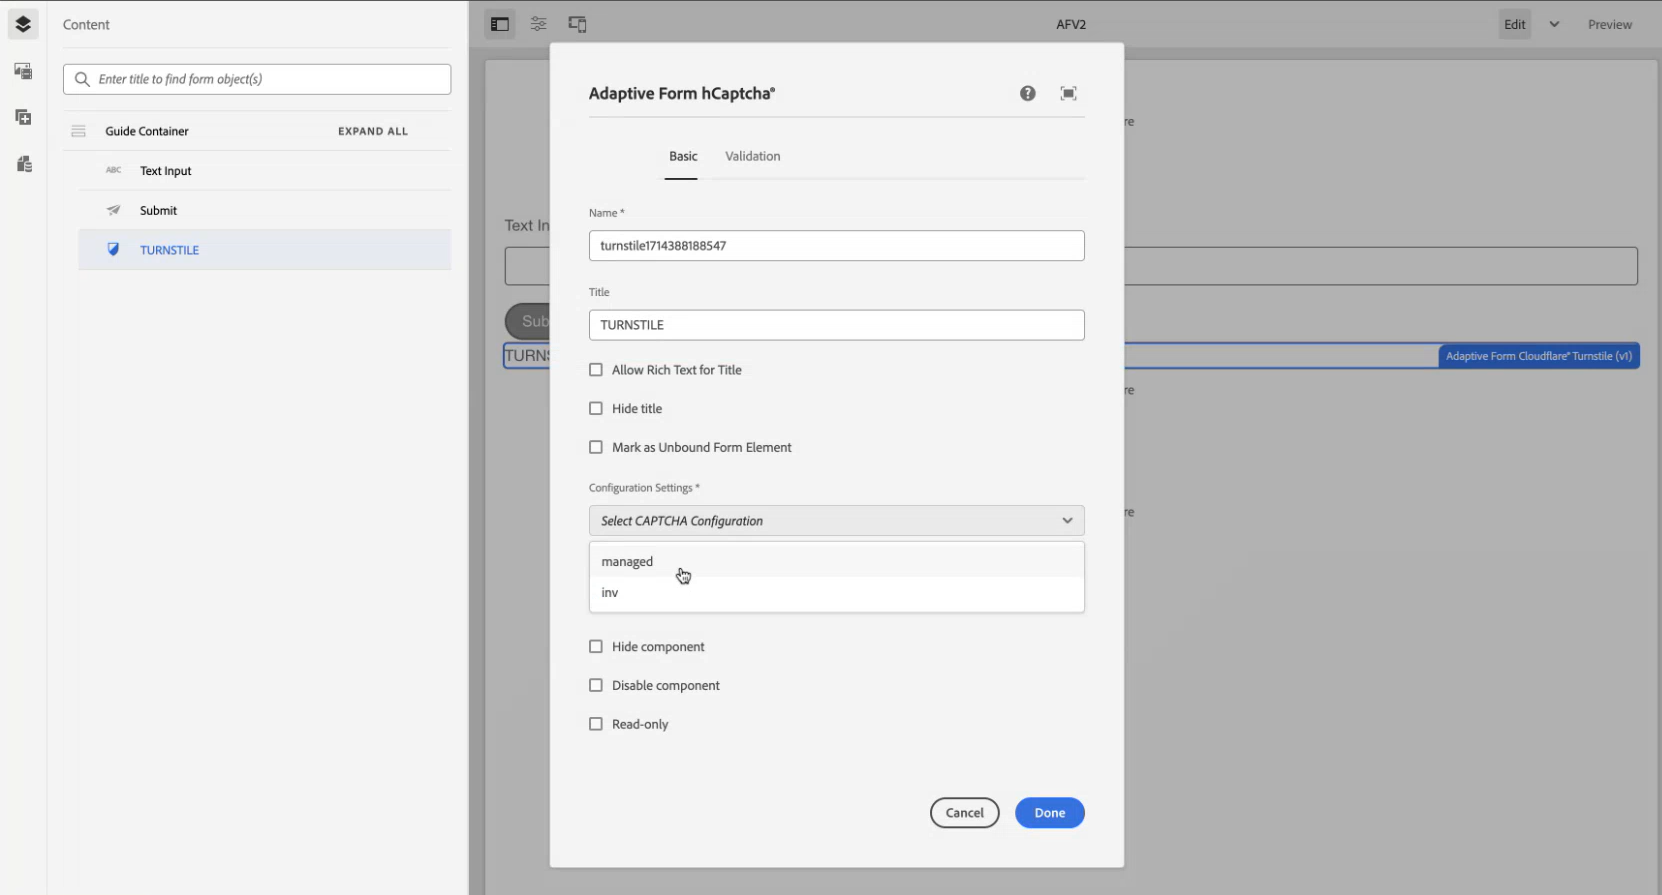 Content
AFV2
Edit
Preview
Enter title to find form object(s)
Guide Container
EXPAND ALL
ABC
Text Input
Submit
TURNSTILE
Adaptive Form hCaptcha®
Basic
Validation
Name *
turnstile1714388188547
Title
TURNSTILE
Allow Rich Text for Title
Hide title
Mark as Unbound Form Element
Configuration Settings *
Select CAPTCHA Configuration
managed
inv
Hide component
Disable component
Read-only
Cancel
Done
re
Text In
Sub
TURNS
Adaptive Form Cloudflare® Turnstile (v1)
re
re